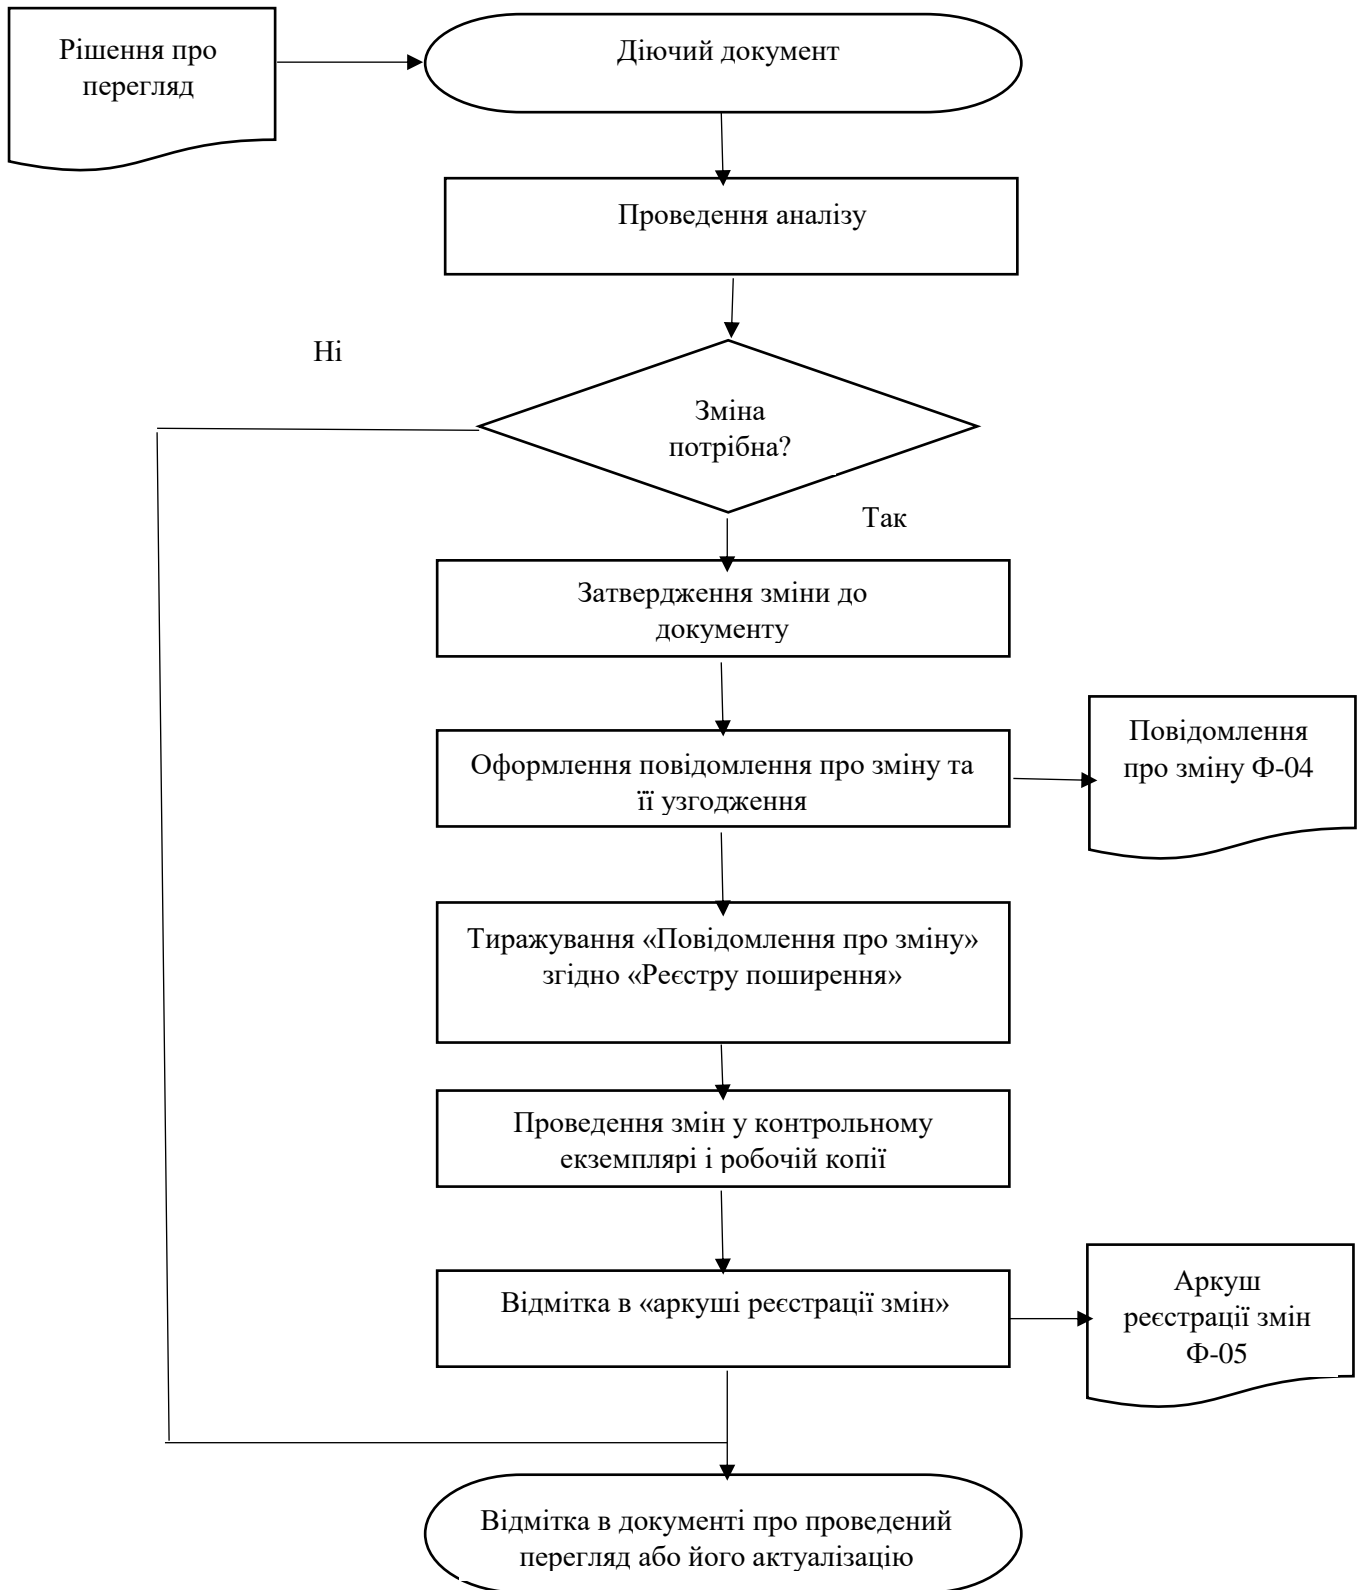 Рішення про
перегляд
Діючий документ
Проведення аналізу
Ні
Зміна
потрібна?
Так
Затвердження зміни до
документу
Оформлення повідомлення про зміну та
її узгодження
Повідомлення
про зміну Ф-04
Тиражування «Повідомлення про зміну»
згідно «Реєстру поширення»
Проведення змін у контрольному
екземплярі і робочій копії
Відмітка в «аркуші реєстрації змін»
Аркуш
реєстрації змін
Ф-05
Відмітка в документі про проведений
перегляд або його актуалізацію